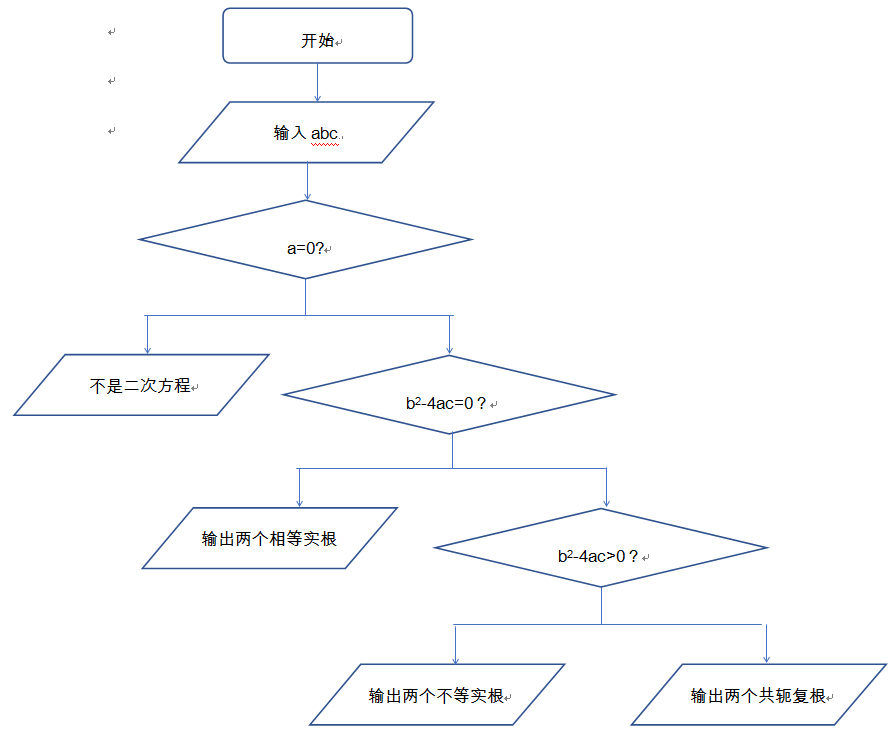 开始
输入 abc
a=0?
不是二次方程
b²-4ac=0？
输出两个相等实根
b²-4ac>0？
输出两个不等实根
输出两个共轭复根